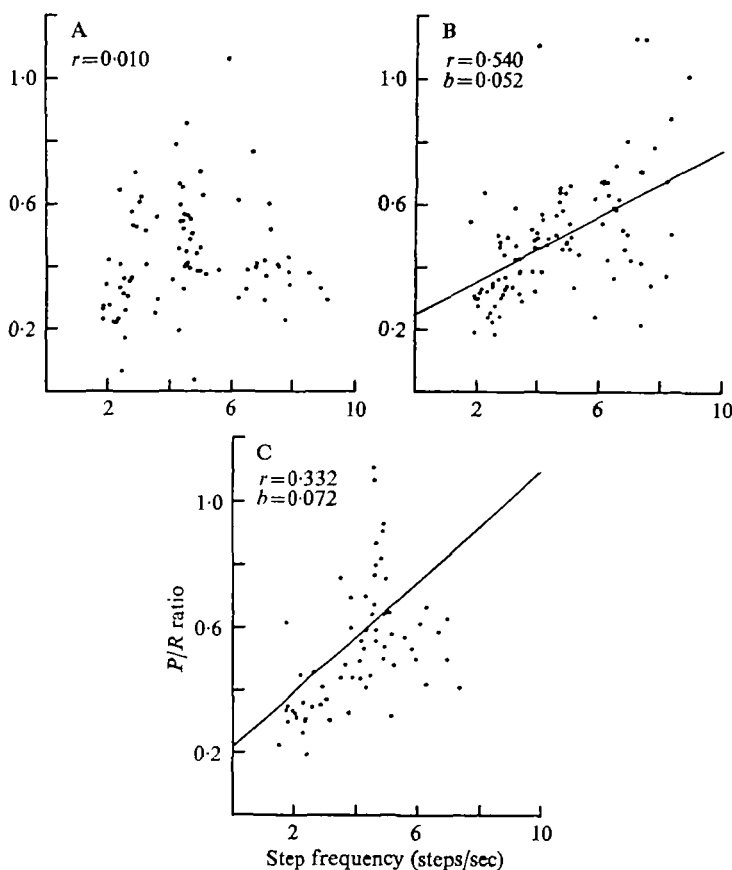 A
r=0·010
1·0
0·6
0·2
2
6
10
B
r=0·540
b=0·052
1·0
0·6
0·2
2
6
10
C
r=0·332
b=0·072
1·0
0·6
0·2
P/R ratio
2
6
10
Step frequency (steps/sec)